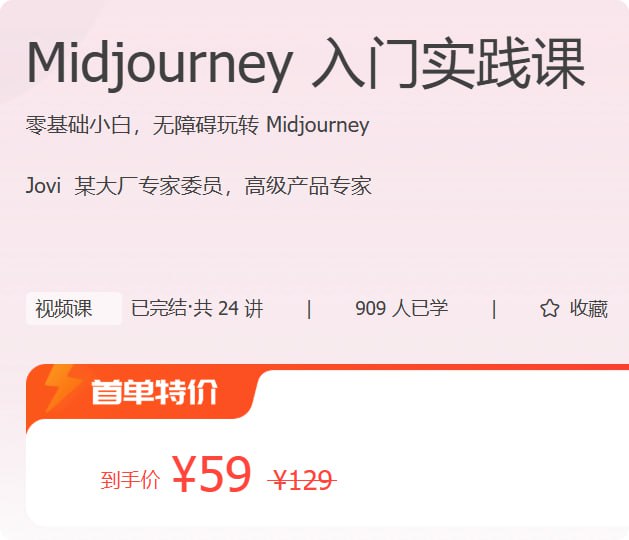 Midjourney 入门实践课
零基础小白，无障碍玩转 Midjourney
Jovi 某大厂专家委员，高级产品专家
视频课 已完结·共 24 讲 | 909 人已学 | 收藏
首单特价
到手价 ¥59 ¥129